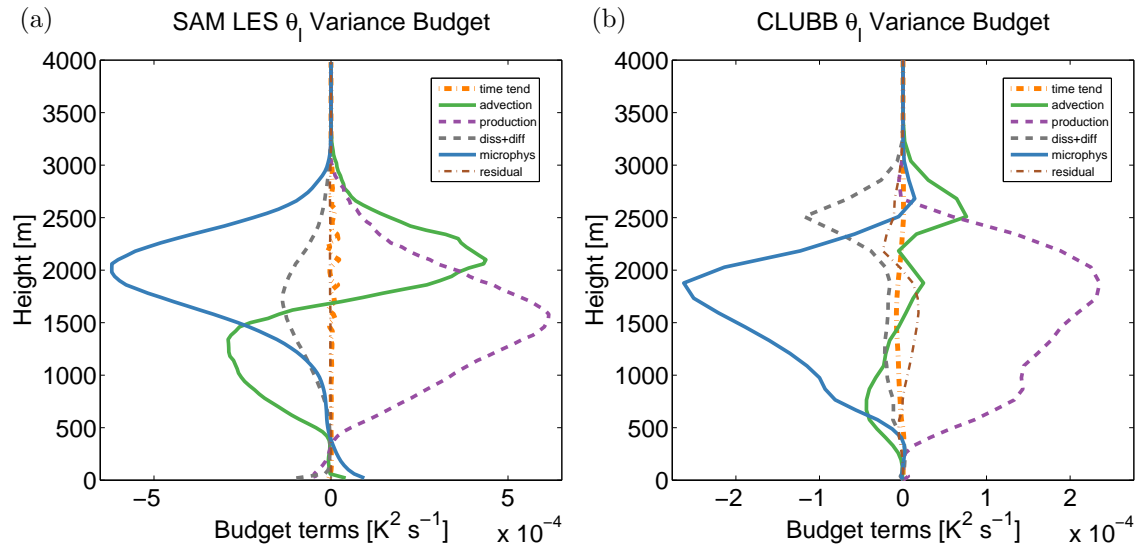 (a)
SAM LES θl Variance Budget
4000
3500
3000
2500
2000
1500
1000
500
0
Height [m]
−5
0
5
Budget terms [K² s⁻¹]
x 10⁻⁴
time tend
advection
production
diss+diff
microphys
residual
(b)
CLUBB θl Variance Budget
4000
3500
3000
2500
2000
1500
1000
500
0
Height [m]
−2
−1
0
1
2
Budget terms [K² s⁻¹]
x 10⁻⁴
time tend
advection
production
diss+diff
microphys
residual